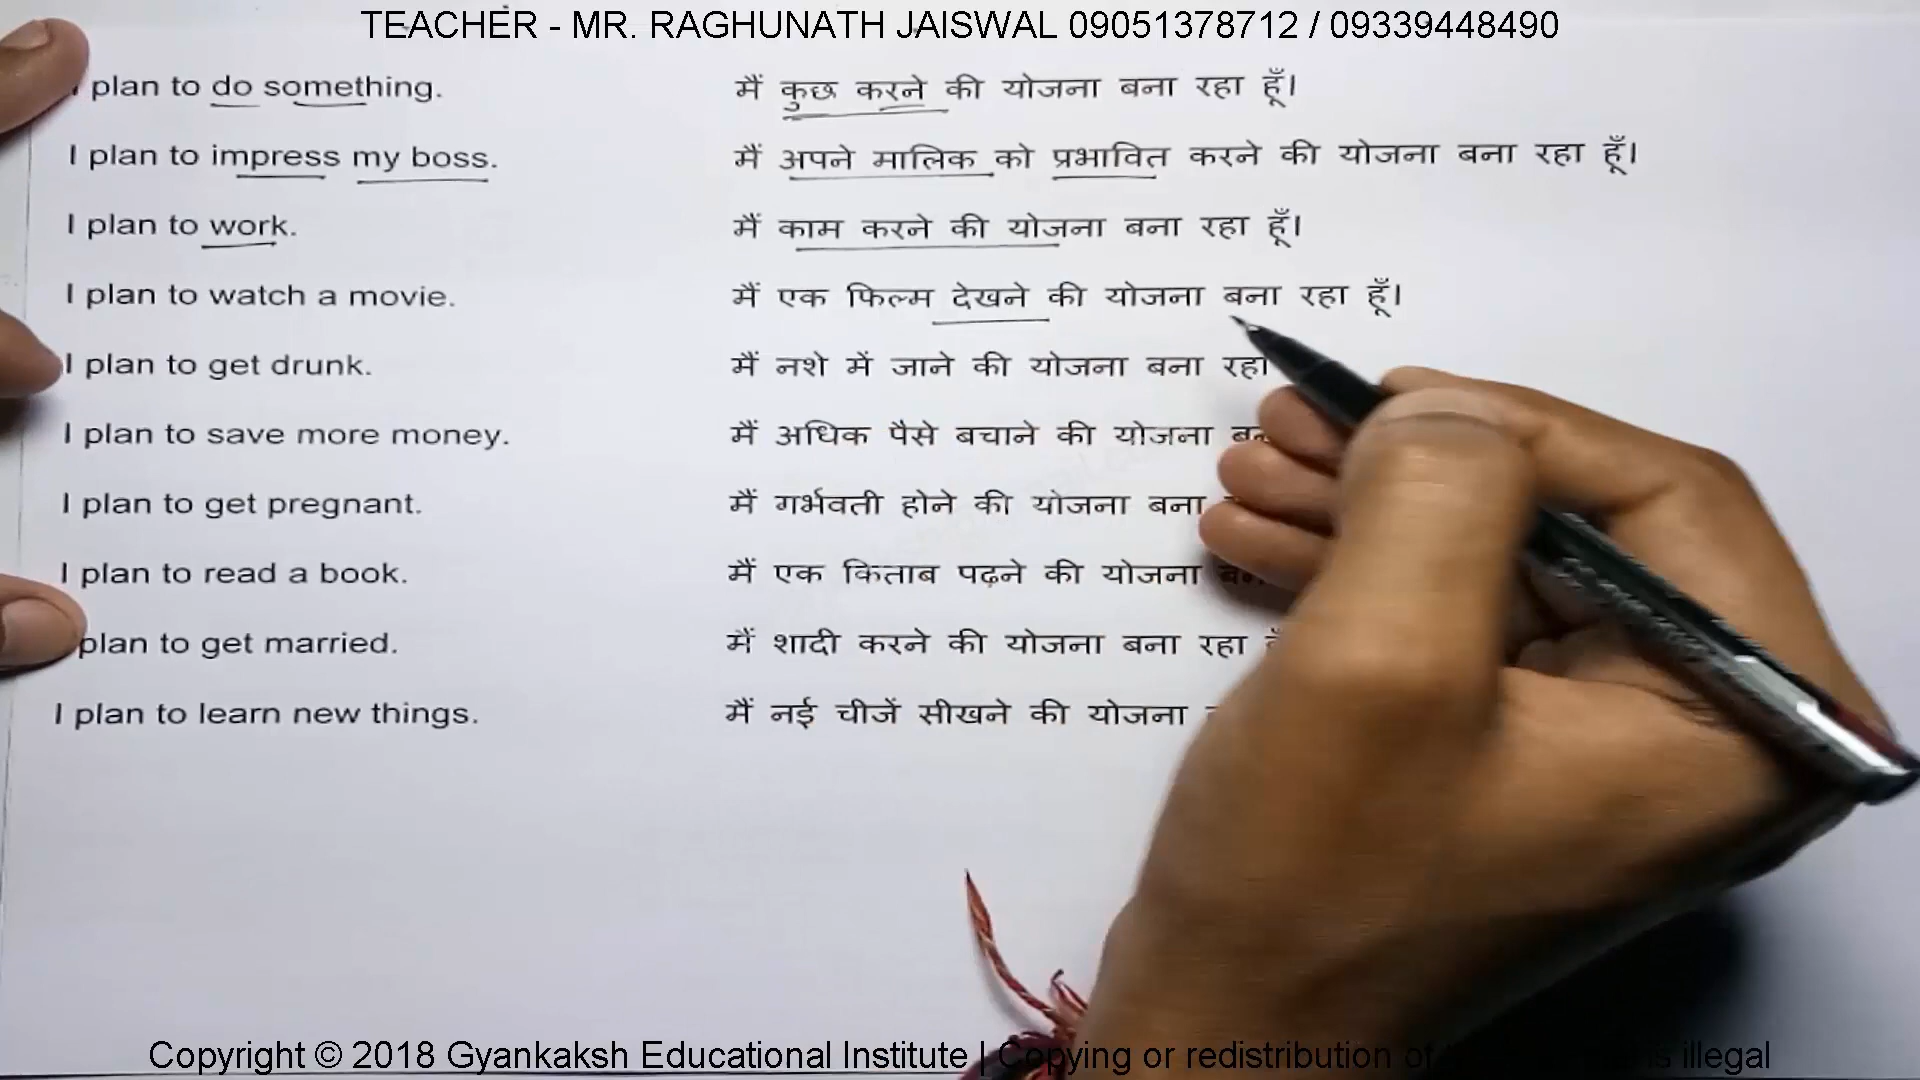 TEACHER - MR. RAGHUNATH JAISWAL 09051378712 / 09339448490
plan to do something. मैं कुछ करने की योजना बना रहा हूँ।
I plan to impress my boss. मैं अपने मालिक को प्रभावित करने की योजना बना रहा हूँ।
I plan to work. मैं काम करने की योजना बना रहा हूँ।
I plan to watch a movie. मैं एक फिल्म देखने की योजना बना रहा हूँ।
I plan to get drunk. मैं नशे में जाने की योजना बना रहा
I plan to save more money. मैं अधिक पैसे बचाने की योजना
I plan to get pregnant. मैं गर्भवती होने की योजना बना
I plan to read a book. मैं एक किताब पढ़ने की योजना
plan to get married. मैं शादी करने की योजना बना रहा
I plan to learn new things. मैं नई चीजें सीखने की योजना
Copyright © 2018 Gyankaksh Educational Institute | Copying or redistribution of is illegal